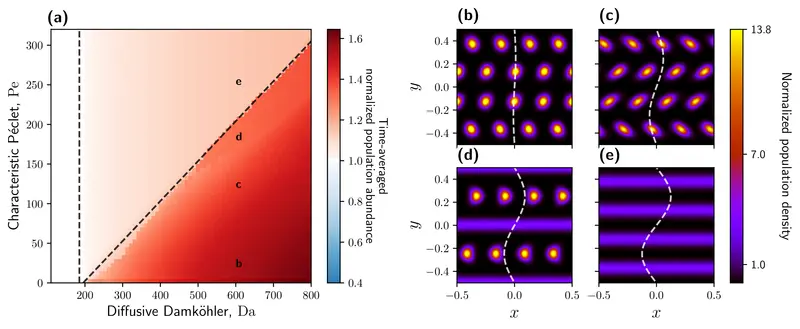 (a)
Characteristic Péclet, Pe
300
250
200
150
100
50
0
200 300 400 500 600 700 800
Diffusive Damköhler, Da
e
d
c
b
1.6
1.4
1.2
1.0
0.8
0.6
0.4
Time-averaged
normalized population abundance
(b)
(c)
y
0.4
0.2
0.0
−0.2
−0.4
(d)
(e)
y
0.4
0.2
0.0
−0.2
−0.4
−0.5 0.0 0.5
−0.5 0.0 0.5
x
x
13.8
7.0
1.0
Normalized population density